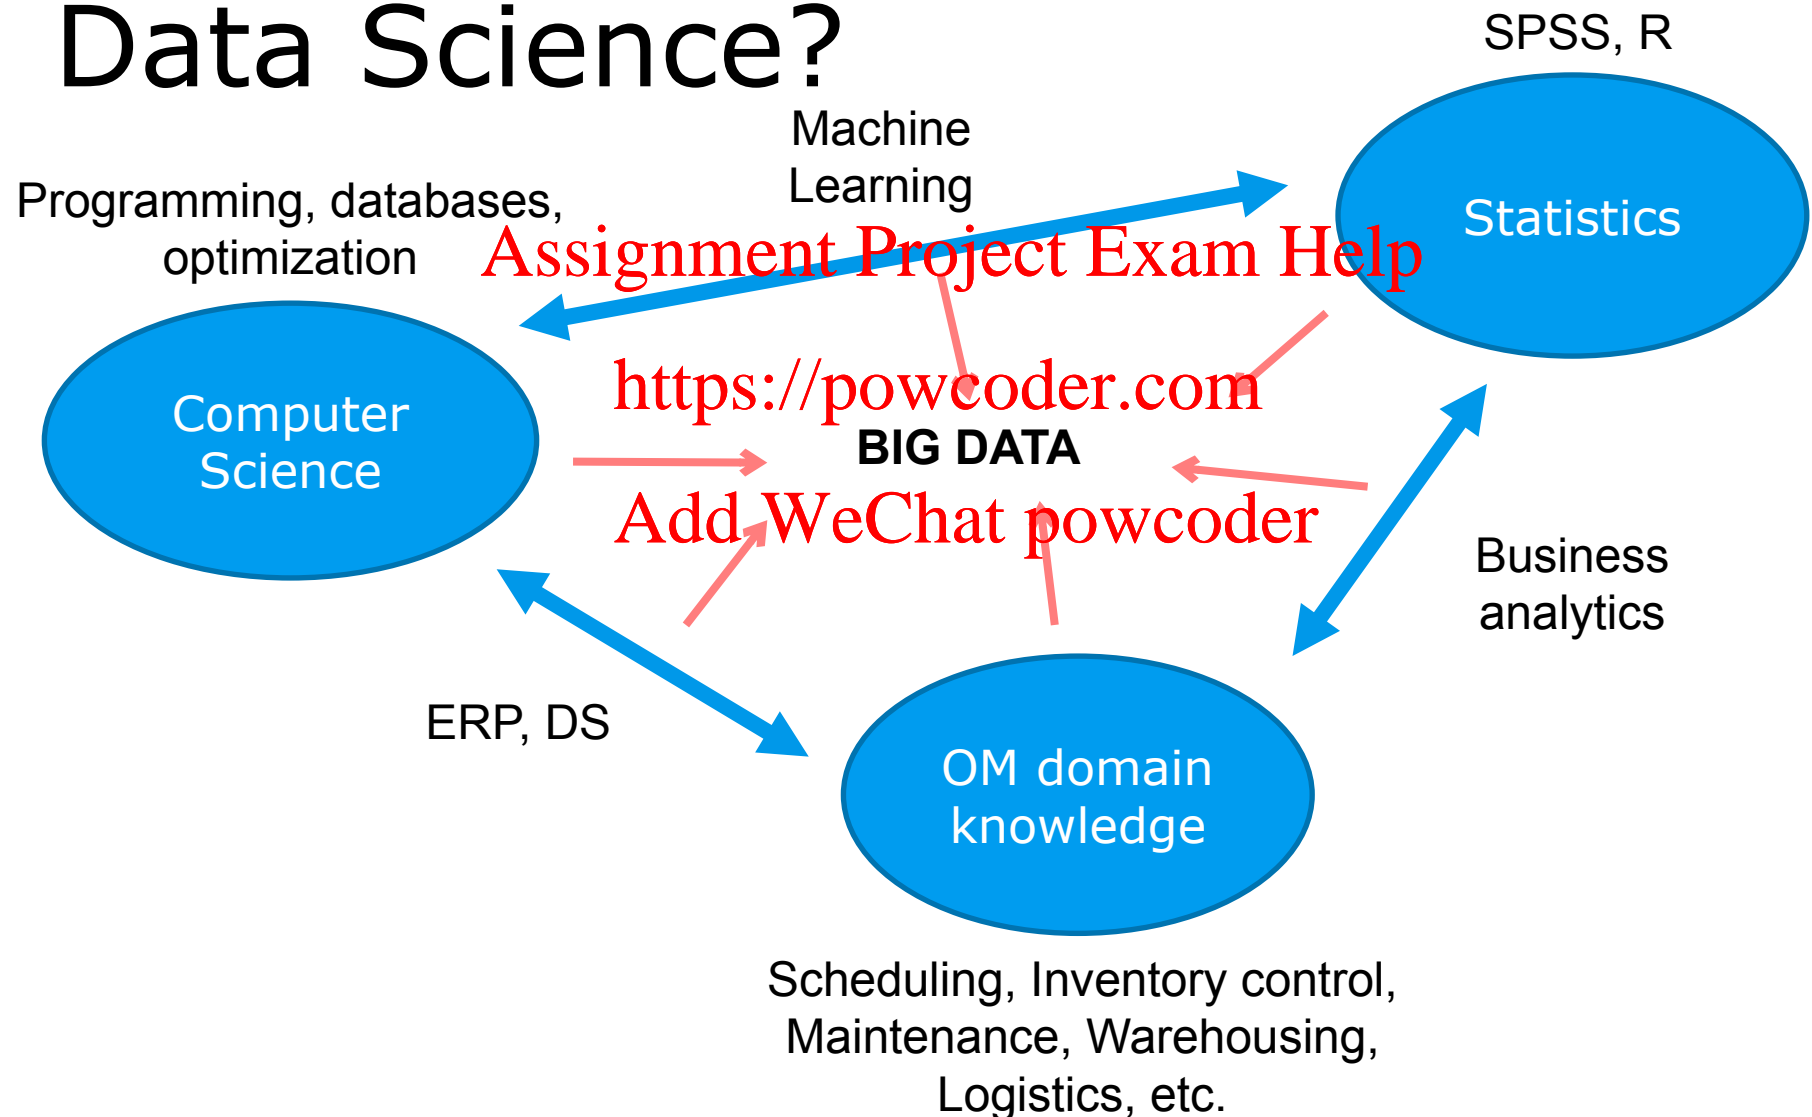 Data Science?
SPSS, R
Machine
Learning
Programming, databases,
optimization
Statistics
Assignment Project Exam Help
https://powcoder.com
Computer
Science
BIG DATA
Add WeChat powcoder
Business
analytics
ERP, DS
OM domain
knowledge
Scheduling, Inventory control,
Maintenance, Warehousing,
Logistics, etc.